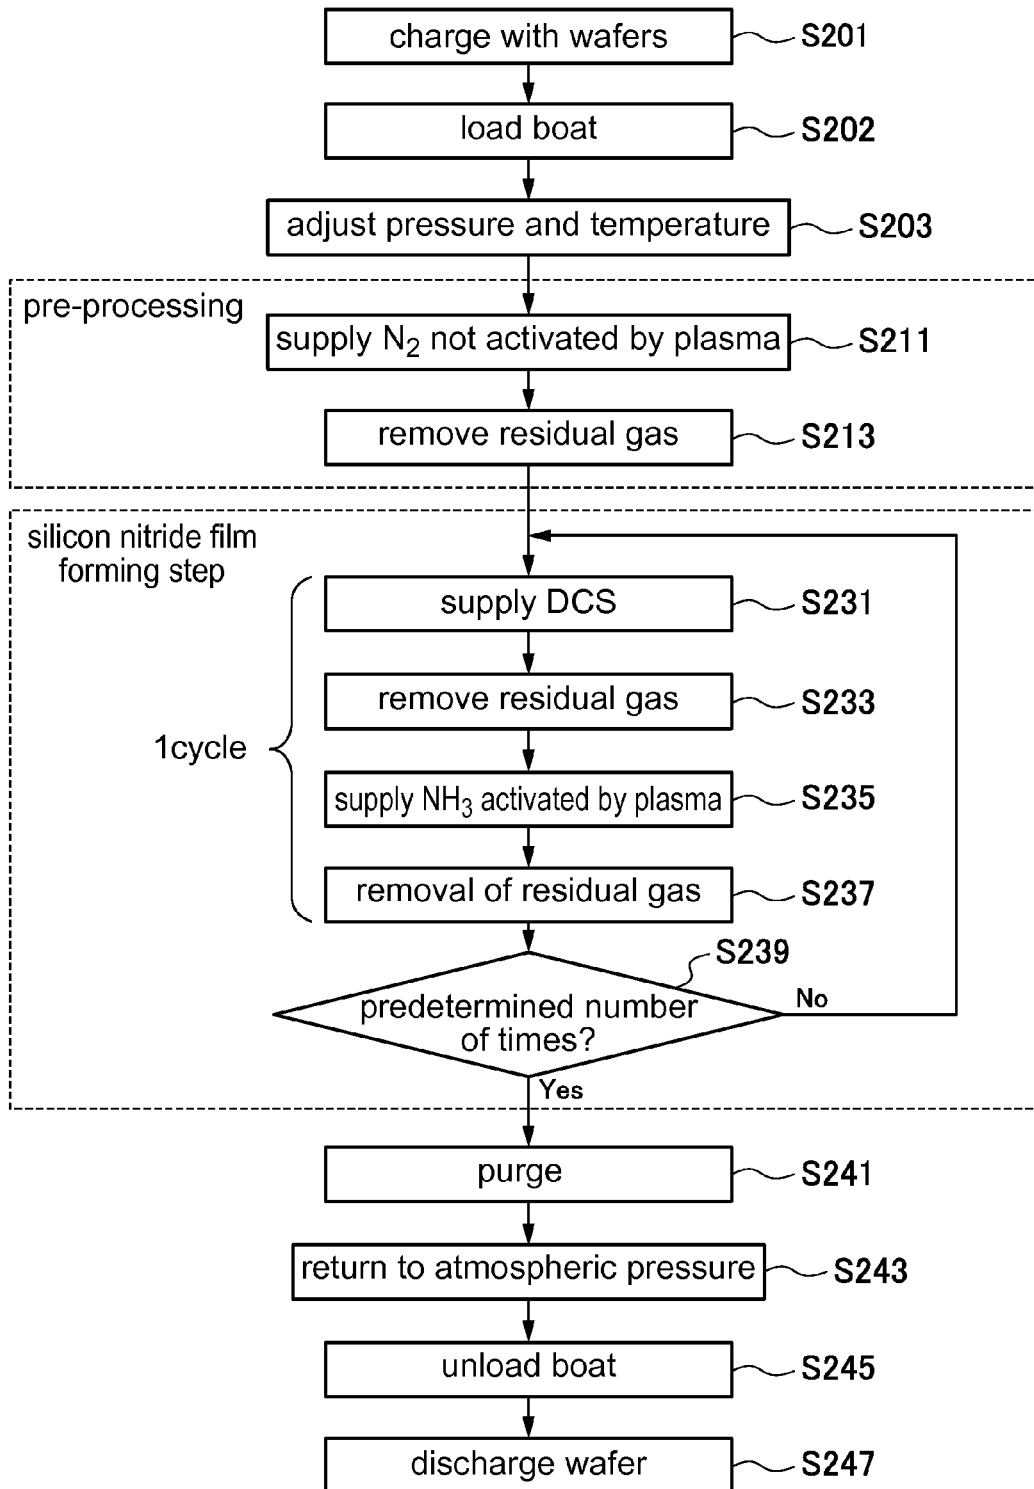 charge with wafers S201
load boat S202
adjust pressure and temperature S203
pre-processing
supply N₂ not activated by plasma S211
remove residual gas S213
silicon nitride film
forming step
supply DCS S231
remove residual gas S233
1cycle
supply NH₃ activated by plasma S235
removal of residual gas S237
S239
predetermined number
of times?
No
Yes
purge S241
return to atmospheric pressure S243
unload boat S245
discharge wafer S247